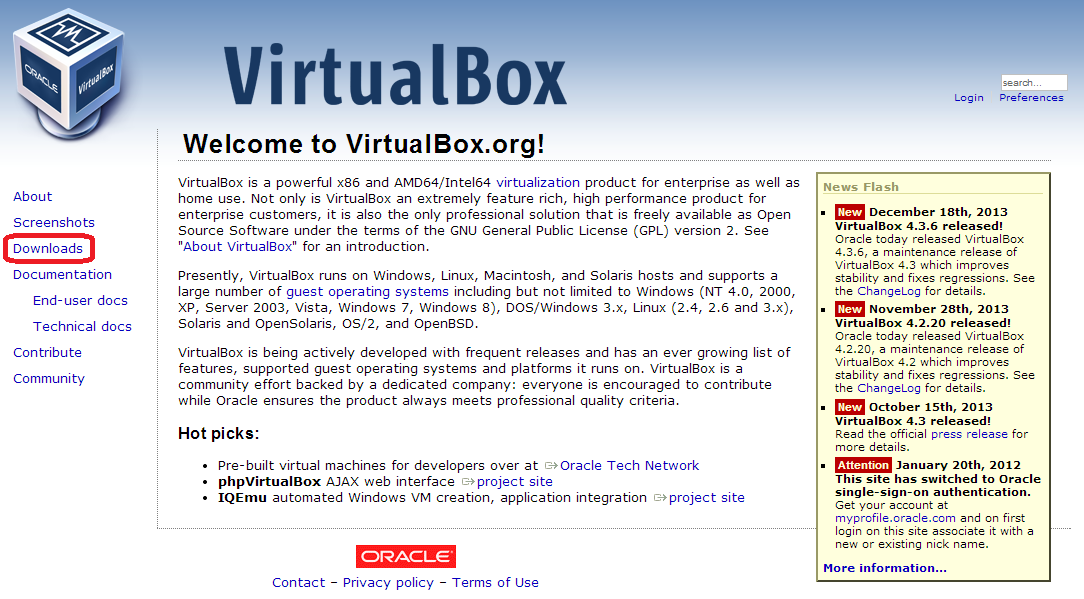 ORACLE
VirtualBox
VirtualBox
search...
Login Preferences
Welcome to VirtualBox.org!
About
Screenshots
Downloads
Documentation
End-user docs
Technical docs
Contribute
Community
VirtualBox is a powerful x86 and AMD64/Intel64 virtualization product for enterprise as well as
home use. Not only is VirtualBox an extremely feature rich, high performance product for
enterprise customers, it is also the only professional solution that is freely available as Open
Source Software under the terms of the GNU General Public License (GPL) version 2. See
"About VirtualBox" for an introduction.
Presently, VirtualBox runs on Windows, Linux, Macintosh, and Solaris hosts and supports a
large number of guest operating systems including but not limited to Windows (NT 4.0, 2000,
XP, Server 2003, Vista, Windows 7, Windows 8), DOS/Windows 3.x, Linux (2.4, 2.6 and 3.x),
Solaris and OpenSolaris, OS/2, and OpenBSD.
VirtualBox is being actively developed with frequent releases and has an ever growing list of
features, supported guest operating systems and platforms it runs on. VirtualBox is a
community effort backed by a dedicated company: everyone is encouraged to contribute
while Oracle ensures the product always meets professional quality criteria.
Hot picks:
• Pre-built virtual machines for developers over at Oracle Tech Network
• phpVirtualBox AJAX web interface project site
• IQEmu automated Windows VM creation, application integration project site
News Flash
New December 18th, 2013
VirtualBox 4.3.6 released!
Oracle today released VirtualBox
4.3.6, a maintenance release of
VirtualBox 4.3 which improves
stability and fixes regressions. See
the ChangeLog for details.
New November 28th, 2013
VirtualBox 4.2.20 released!
Oracle today released VirtualBox
4.2.20, a maintenance release of
VirtualBox 4.2 which improves
stability and fixes regressions. See
the ChangeLog for details.
New October 15th, 2013
VirtualBox 4.3 released!
Read the official press release for
more details.
Attention January 20th, 2012
This site has switched to Oracle
single-sign-on authentication.
Get your account at
myprofile.oracle.com and on first
login on this site associate it with a
new or existing nick name.
More information...
ORACLE
Contact – Privacy policy – Terms of Use